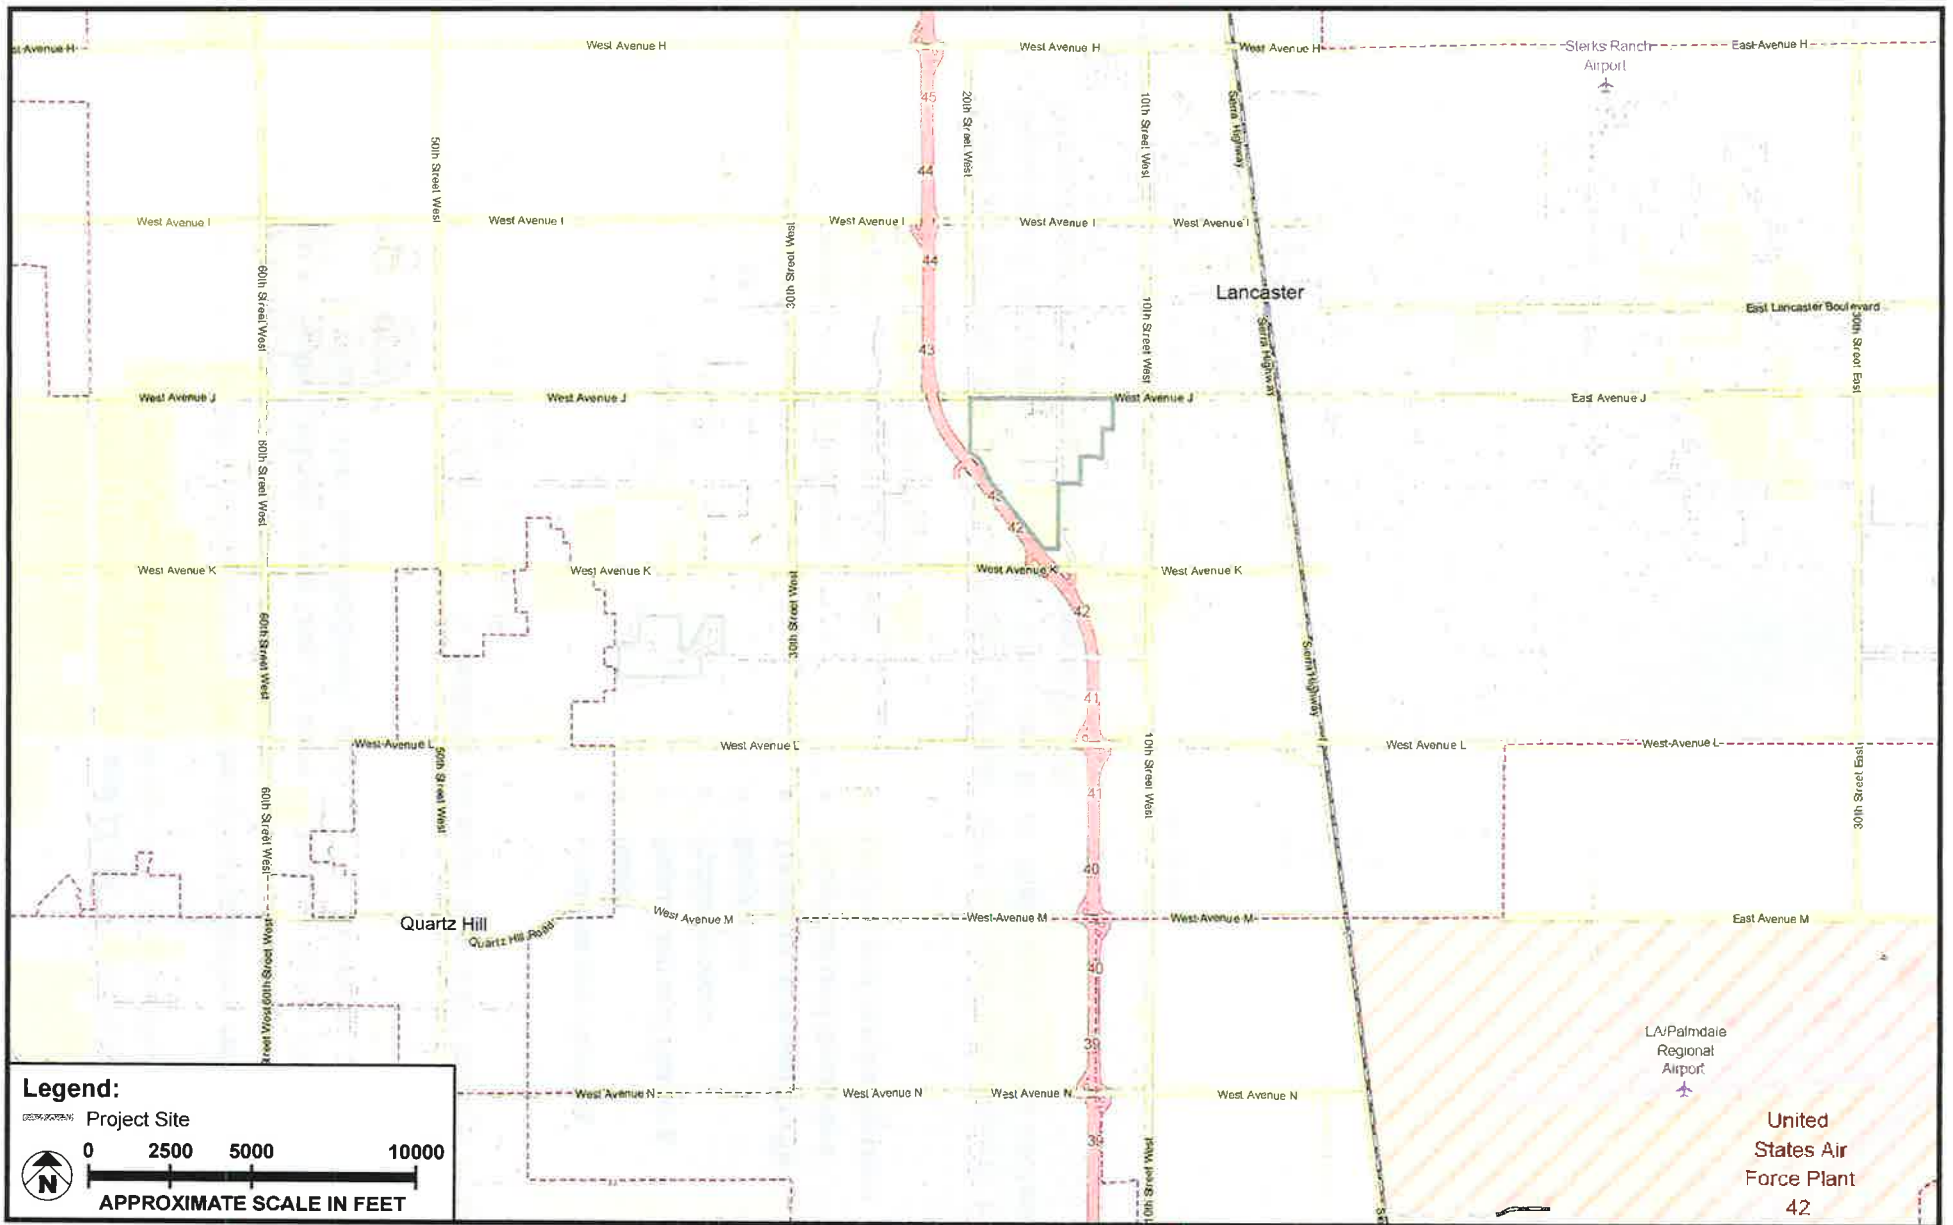 West Avenue H
West Avenue H
West Avenue H
Sterks Ranch
Airport
East Avenue H
45
20th Street West
10th Street West
Sierra Highway
50th Street West
44
West Avenue I
West Avenue I
West Avenue I
West Avenue I
West Avenue I
30th Street West
44
60th Street West
Lancaster
10th Street West
East Lancaster Boulevard
Sierra Highway
30th Street East
43
West Avenue J
West Avenue J
West Avenue J
East Avenue J
60th Street West
43
42
West Avenue K
West Avenue K
West Avenue K
West Avenue K
30th Street West
60th Street West
42
Sierra Highway
41
West Avenue L
West Avenue L
West Avenue L
West Avenue L
50th Street West
10th Street West
30th Street East
60th Street West
41
40
Quartz Hill
Quartz Hill Road
West Avenue M
West Avenue M
West Avenue M
East Avenue M
60th Street West
40
39
LA/Palmdale
Regional
Airport
West Avenue N
West Avenue N
West Avenue N
West Avenue N
39
10th Street West
United
States Air
Force Plant
42
Legend:
Project Site
0 2500 5000 10000
N
APPROXIMATE SCALE IN FEET